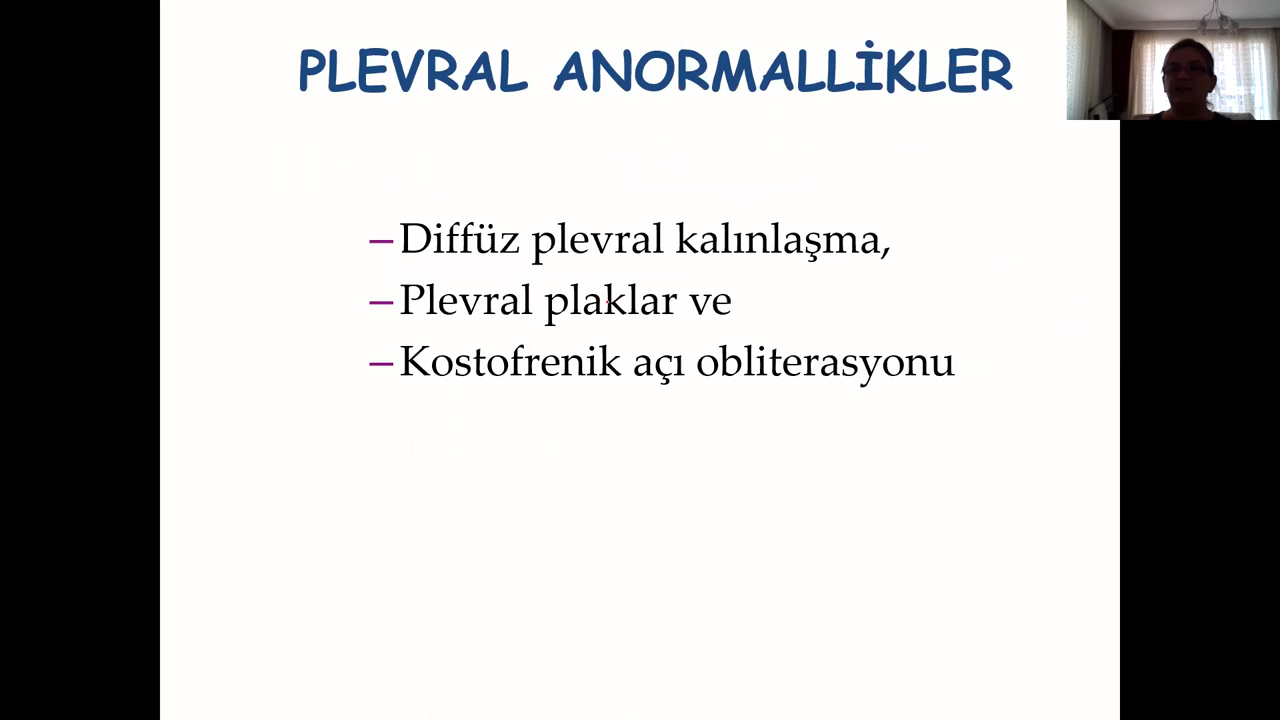 PLEVRAL ANORMALLİKLER
–Diffüz plevral kalınlaşma,
–Plevral plaklar ve
–Kostofrenik açı obliterasyonu